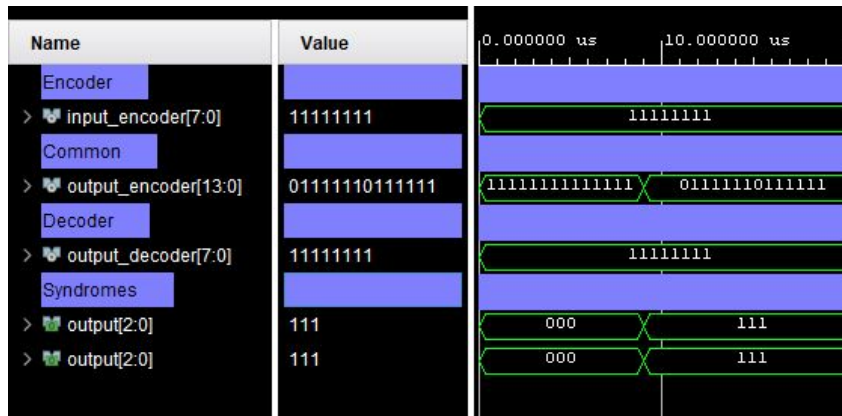 Name Value 0.000000 us 10.000000 us
Encoder
input_encoder[7:0] 11111111 11111111
Common
output_encoder[13:0] 01111110111111 11111111111111 01111110111111
Decoder
output_decoder[7:0] 11111111 11111111
Syndromes
output[2:0] 111 000 111
output[2:0] 111 000 111